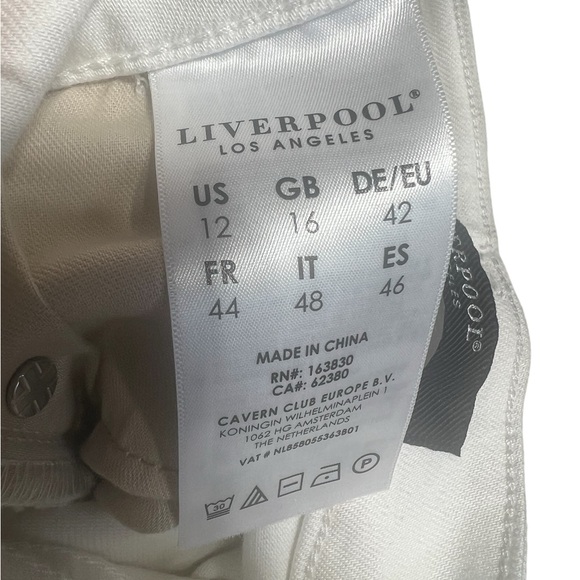 LIVERPOOL®
LOS ANGELES
US GB DE/EU
12 16 42
FR IT ES
44 48 46
MADE IN CHINA
RN#: 163830
CA#: 62380
CAVERN CLUB EUROPE B.V.
KONINGIN WILHELMINAPLEIN 1
1062 HG AMSTERDAM
THE NETHERLANDS
VAT # NL858055363B01
30 P
ERPOOL®